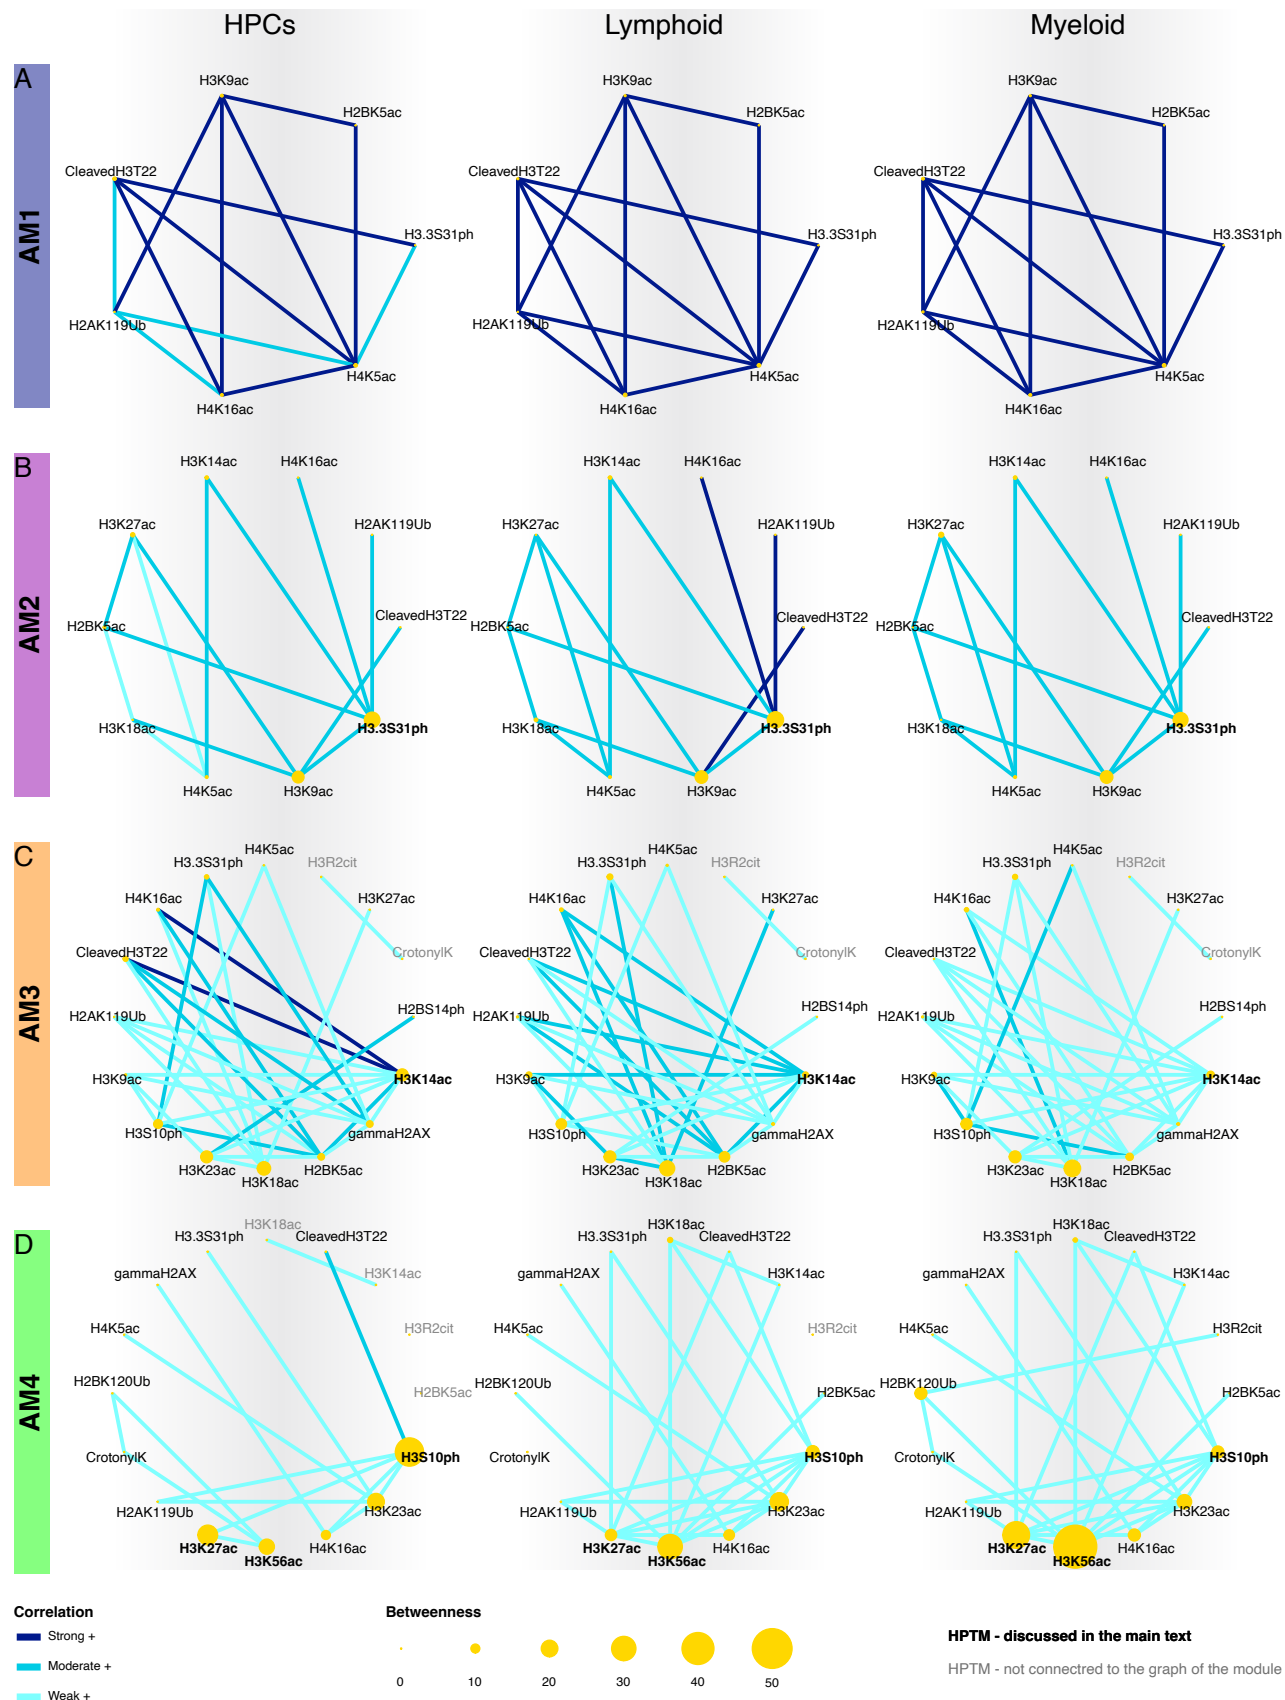 HPCs Lymphoid Myeloid
A
AM1
H3K9ac
H2BK5ac
CleavedH3T22
H3.3S31ph
H2AK119Ub
H4K5ac
H4K16ac
H3K9ac
H2BK5ac
CleavedH3T22
H3.3S31ph
H2AK119Ub
H4K5ac
H4K16ac
H3K9ac
H2BK5ac
CleavedH3T22
H3.3S31ph
H2AK119Ub
H4K5ac
H4K16ac
B
AM2
H3K14ac H4K16ac
H3K27ac H2AK119Ub
H2BK5ac CleavedH3T22
H3K18ac H3.3S31ph
H4K5ac H3K9ac
H3K14ac H4K16ac
H3K27ac H2AK119Ub
H2BK5ac CleavedH3T22
H3K18ac H3.3S31ph
H4K5ac H3K9ac
H3K14ac H4K16ac
H3K27ac H2AK119Ub
H2BK5ac CleavedH3T22
H3K18ac H3.3S31ph
H4K5ac H3K9ac
C
AM3
H4K5ac
H3.3S31ph H3R2cit
H4K16ac H3K27ac
CleavedH3T22 CrotonylK
H2AK119Ub H2BS14ph
H3K9ac H3K14ac
H3S10ph gammaH2AX
H3K23ac H2BK5ac
H3K18ac
H4K5ac
H3.3S31ph H3R2cit
H4K16ac H3K27ac
CleavedH3T22 CrotonylK
H2AK119Ub H2BS14ph
H3K9ac H3K14ac
H3S10ph gammaH2AX
H3K23ac H2BK5ac
H3K18ac
H4K5ac
H3.3S31ph H3R2cit
H4K16ac H3K27ac
CleavedH3T22 CrotonylK
H2AK119Ub H2BS14ph
H3K9ac H3K14ac
H3S10ph gammaH2AX
H3K23ac H2BK5ac
H3K18ac
D
AM4
H3K18ac
H3.3S31ph CleavedH3T22
gammaH2AX H3K14ac
H4K5ac H3R2cit
H2BK120Ub H2BK5ac
CrotonylK H3S10ph
H2AK119Ub H3K23ac
H3K27ac H4K16ac
H3K56ac
H3K18ac
H3.3S31ph CleavedH3T22
gammaH2AX H3K14ac
H4K5ac H3R2cit
H2BK120Ub H2BK5ac
CrotonylK H3S10ph
H2AK119Ub H3K23ac
H3K27ac H4K16ac
H3K56ac
H3K18ac
H3.3S31ph CleavedH3T22
gammaH2AX H3K14ac
H4K5ac H3R2cit
H2BK120Ub H2BK5ac
CrotonylK H3S10ph
H2AK119Ub H3K23ac
H3K27ac H4K16ac
H3K56ac
Correlation
Strong +
Moderate +
Weak +
Betweenness
0 10 20 30 40 50
HPTM - discussed in the main text
HPTM - not connectred to the graph of the module